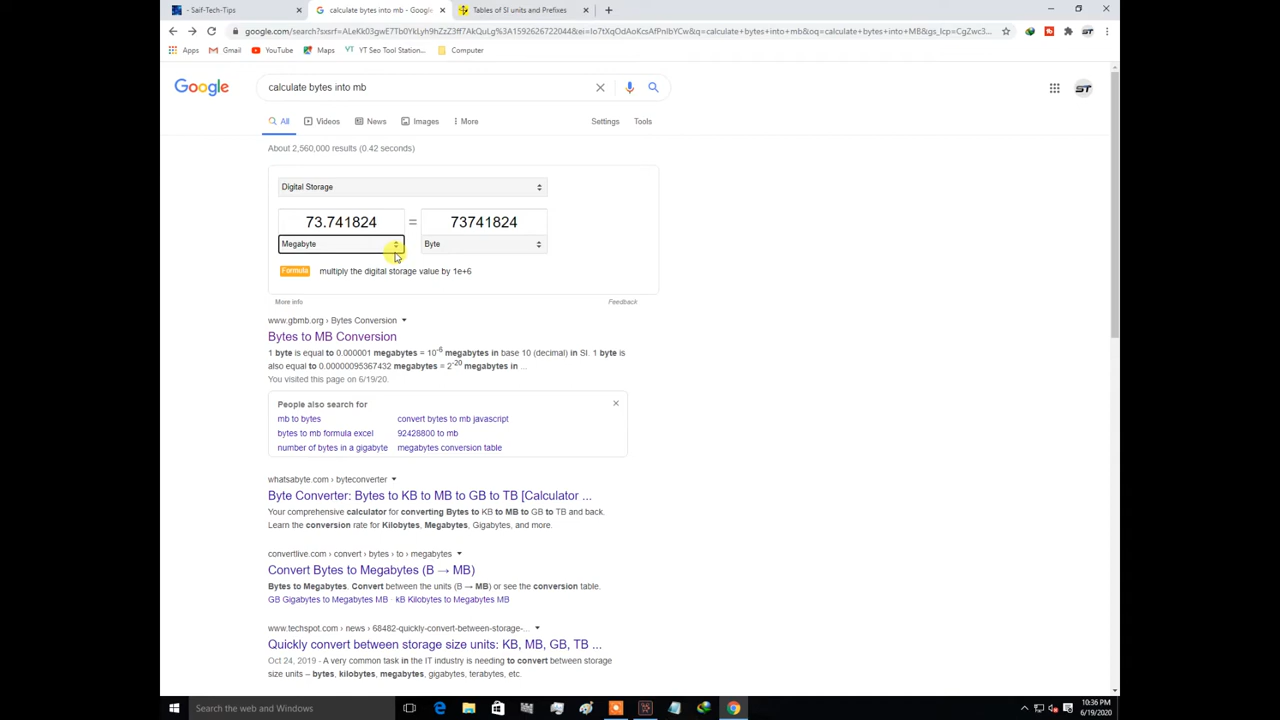 - Saif-Tech-Tips
calculate bytes into mb - Google
Tables of SI units and Prefixes
Apps
Gmail
YouTube
Maps
YT Seo Tool Station...
Computer
Google
calculate bytes into mb
All
Videos
News
Images
More
Settings
Tools
About 2,560,000 results (0.42 seconds)
Digital Storage
73.741824 = 73741824
Megabyte
Byte
Formula multiply the digital storage value by 1e+6
More info
Feedback
www.gbmb.org › Bytes Conversion
Bytes to MB Conversion
1 byte is equal to 0.000001 megabytes = 10-6 megabytes in base 10 (decimal) in SI. 1 byte is
also equal to 0.00000095367432 megabytes = 2-20 megabytes in ...
You visited this page on 6/19/20.
People also search for
mb to bytes
convert bytes to mb javascript
bytes to mb formula excel
92428800 to mb
number of bytes in a gigabyte
megabytes conversion table
whatsabyte.com › byteconverter
Byte Converter: Bytes to KB to MB to GB to TB [Calculator ...
Your comprehensive calculator for converting Bytes to KB to MB to GB to TB and back.
Learn the conversion rate for Kilobytes, Megabytes, Gigabytes, and more.
convertlive.com › convert › bytes › to › megabytes
Convert Bytes to Megabytes (B → MB)
Bytes to Megabytes. Convert between the units (B → MB) or see the conversion table.
GB Gigabytes to Megabytes MB · kB Kilobytes to Megabytes MB
www.techspot.com › news › 68482-quickly-convert-between-storage-...
Quickly convert between storage size units: KB, MB, GB, TB ...
Oct 24, 2019 - A very common task in the IT industry is needing to convert between storage
size units – bytes, kilobytes, megabytes, gigabytes, terabytes, etc.
Search the web and Windows
10:36 PM
6/19/2020